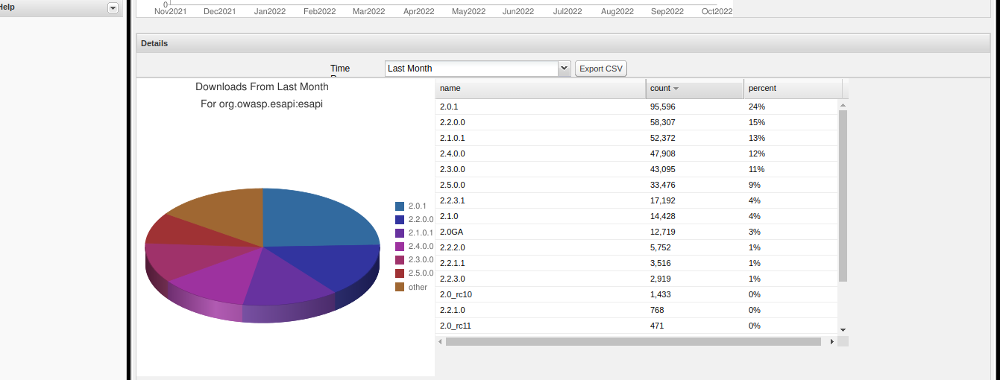 Help
0
Nov2021 Dec2021 Jan2022 Feb2022 Mar2022 Apr2022 May2022 Jun2022 Jul2022 Aug2022 Sep2022 Oct2022
Details
Time Last Month Export CSV
Downloads From Last Month
For org.owasp.esapi:esapi
2.0.1
2.2.0.0
2.1.0.1
2.4.0.0
2.3.0.0
2.5.0.0
other
name count percent
2.0.1 95,596 24%
2.2.0.0 58,307 15%
2.1.0.1 52,372 13%
2.4.0.0 47,908 12%
2.3.0.0 43,095 11%
2.5.0.0 33,476 9%
2.2.3.1 17,192 4%
2.1.0 14,428 4%
2.0GA 12,719 3%
2.2.2.0 5,752 1%
2.2.1.1 3,516 1%
2.2.3.0 2,919 1%
2.0_rc10 1,433 0%
2.2.1.0 768 0%
2.0_rc11 471 0%